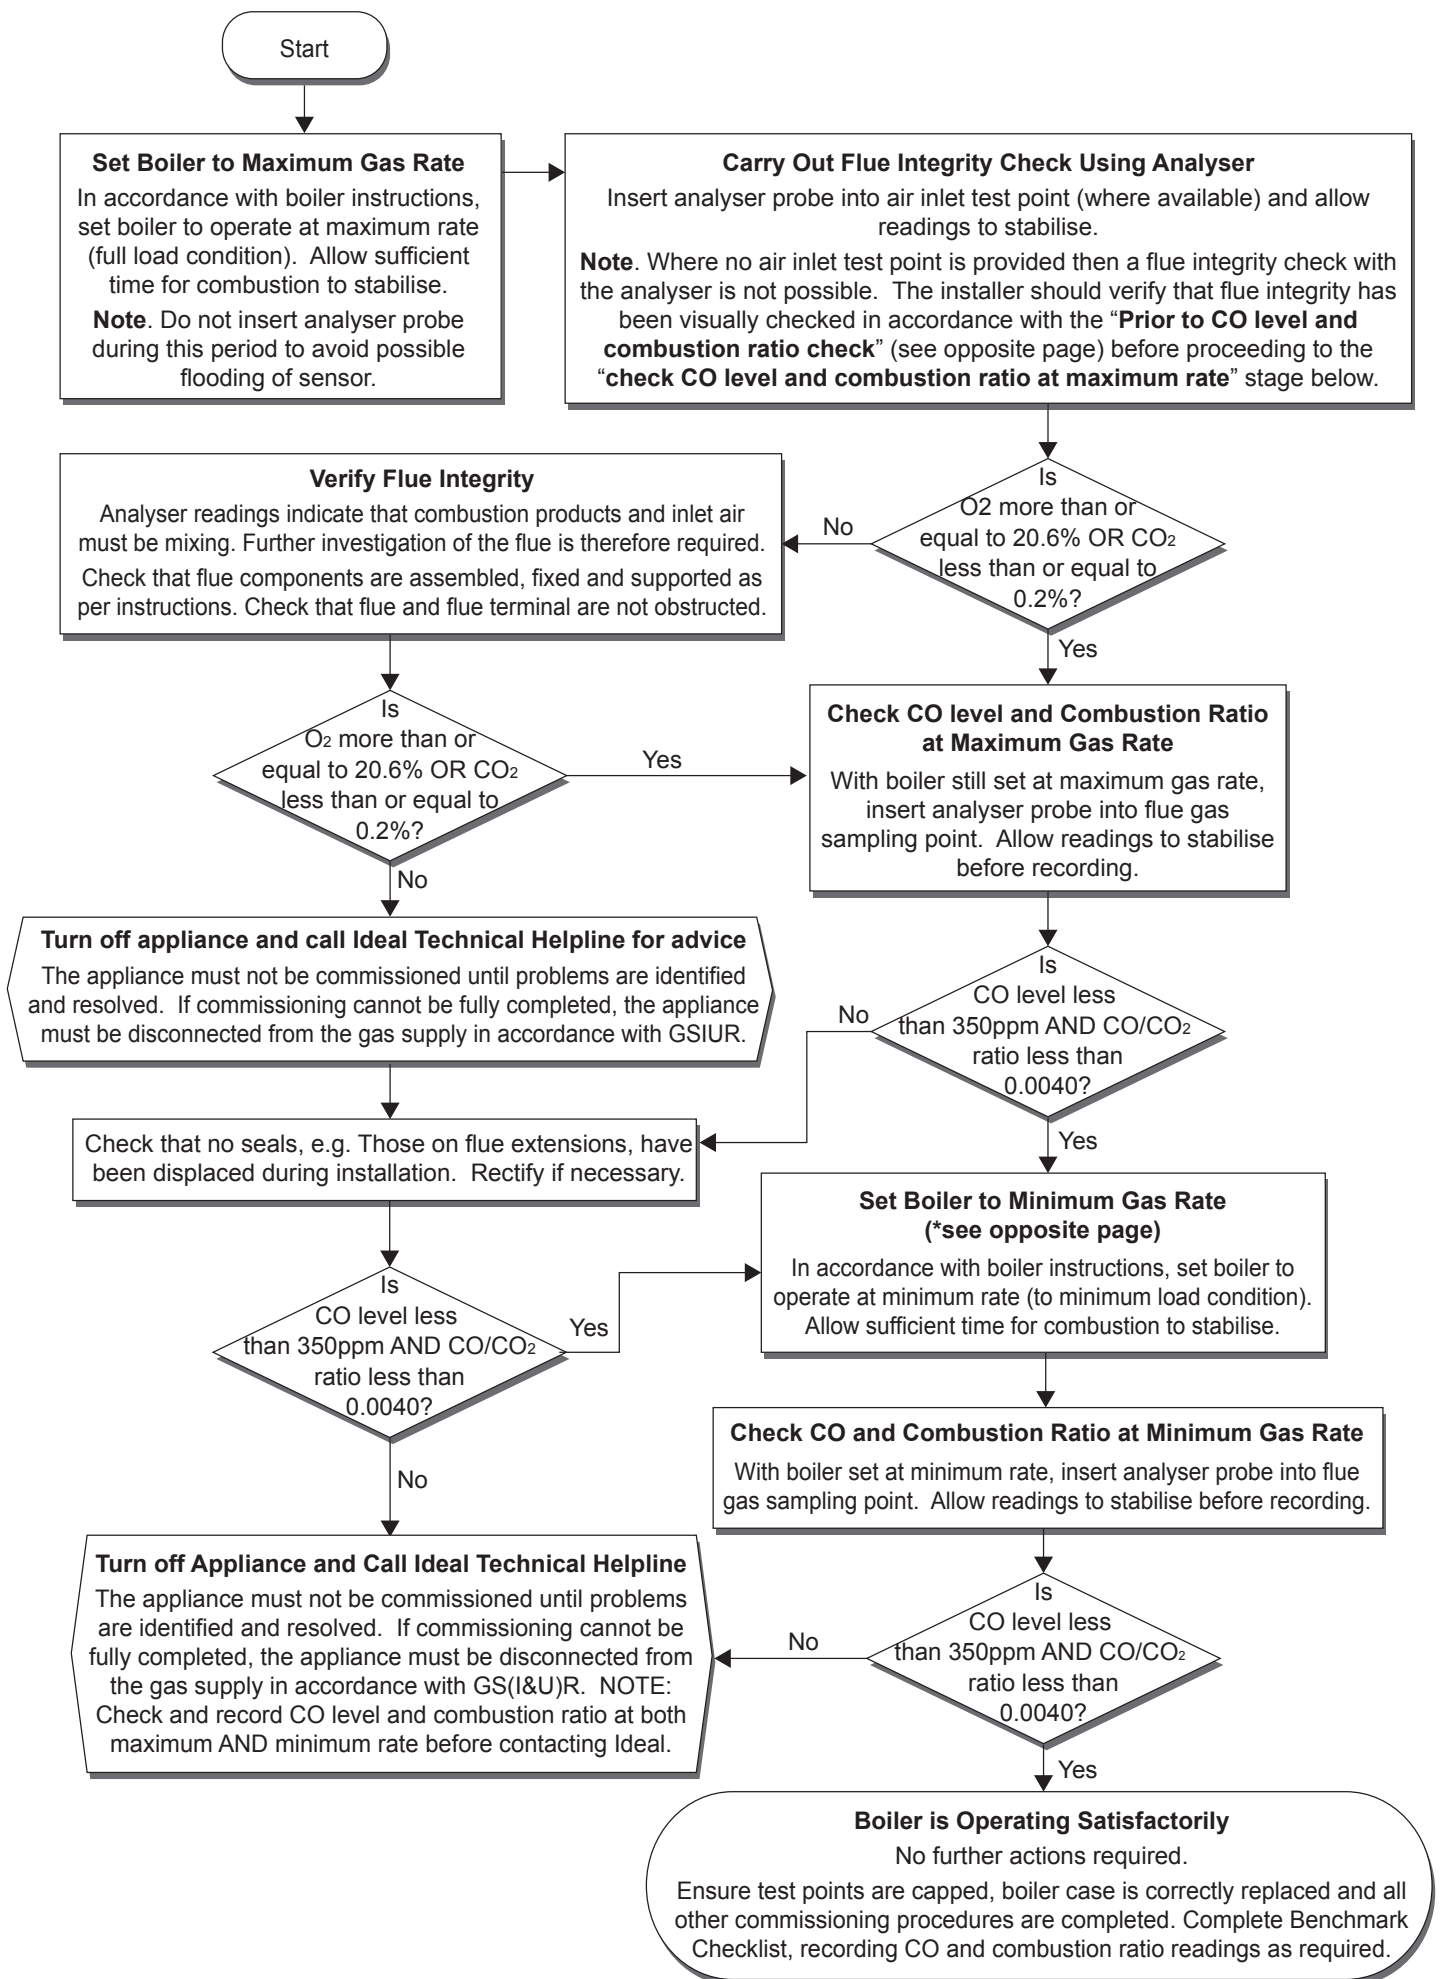 Start
Set Boiler to Maximum Gas Rate
In accordance with boiler instructions,
set boiler to operate at maximum rate
(full load condition).  Allow sufficient
time for combustion to stabilise.
Note. Do not insert analyser probe
during this period to avoid possible
flooding of sensor.
Carry Out Flue Integrity Check Using Analyser
Insert analyser probe into air inlet test point (where available) and allow
readings to stabilise.
Note. Where no air inlet test point is provided then a flue integrity check with
the analyser is not possible.  The installer should verify that flue integrity has
been visually checked in accordance with the “Prior to CO level and
combustion ratio check” (see opposite page) before proceeding to the
“check CO level and combustion ratio at maximum rate” stage below.
Is
O2 more than or
equal to 20.6% OR CO2
less than or equal to
0.2%?
No
Yes
Verify Flue Integrity
Analyser readings indicate that combustion products and inlet air
must be mixing. Further investigation of the flue is therefore required.
Check that flue components are assembled, fixed and supported as
per instructions. Check that flue and flue terminal are not obstructed.
Is
O2 more than or
equal to 20.6% OR CO2
less than or equal to
0.2%?
Yes
No
Check CO level and Combustion Ratio
at Maximum Gas Rate
With boiler still set at maximum gas rate,
insert analyser probe into flue gas
sampling point.  Allow readings to stabilise
before recording.
Turn off appliance and call Ideal Technical Helpline for advice
The appliance must not be commissioned until problems are identified
and resolved.  If commissioning cannot be fully completed, the appliance
must be disconnected from the gas supply in accordance with GSIUR.
Is
CO level less
than 350ppm AND CO/CO2
ratio less than
0.0040?
No
Yes
Check that no seals, e.g. Those on flue extensions, have
been displaced during installation.  Rectify if necessary.
Set Boiler to Minimum Gas Rate
(*see opposite page)
In accordance with boiler instructions, set boiler to
operate at minimum rate (to minimum load condition).
Allow sufficient time for combustion to stabilise.
Is
CO level less
than 350ppm AND CO/CO2
ratio less than
0.0040?
Yes
No
Check CO and Combustion Ratio at Minimum Gas Rate
With boiler set at minimum rate, insert analyser probe into flue
gas sampling point.  Allow readings to stabilise before recording.
Turn off Appliance and Call Ideal Technical Helpline
The appliance must not be commissioned until problems
are identified and resolved.  If commissioning cannot be
fully completed, the appliance must be disconnected from
the gas supply in accordance with GS(I&U)R.  NOTE:
Check and record CO level and combustion ratio at both
maximum AND minimum rate before contacting Ideal.
Is
CO level less
than 350ppm AND CO/CO2
ratio less than
0.0040?
No
Yes
Boiler is Operating Satisfactorily
No further actions required.
Ensure test points are capped, boiler case is correctly replaced and all
other commissioning procedures are completed. Complete Benchmark
Checklist, recording CO and combustion ratio readings as required.